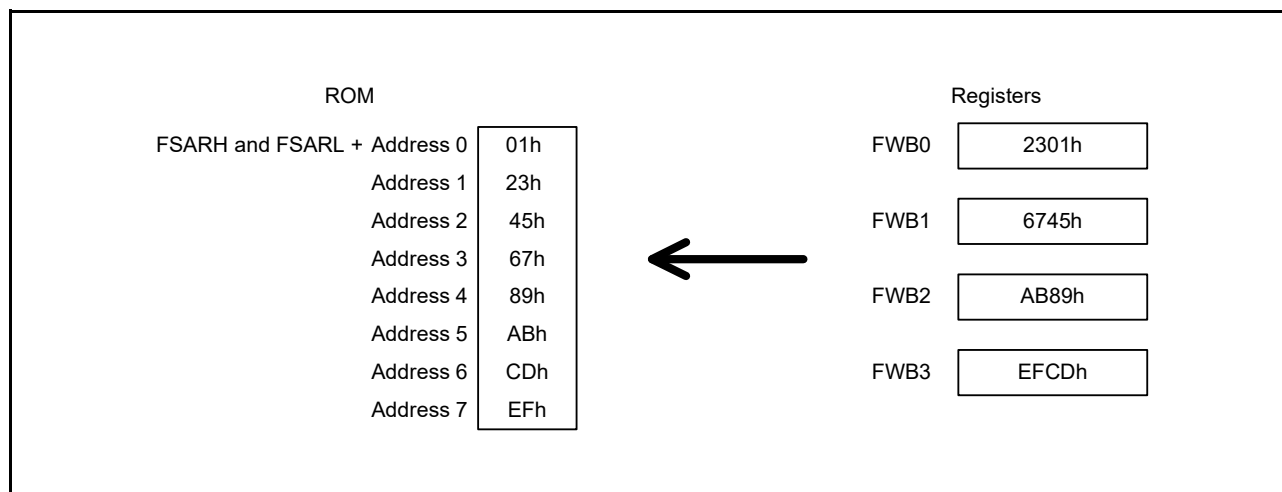 ROM
FSARH and FSARL + Address 0 01h
Address 1 23h
Address 2 45h
Address 3 67h
Address 4 89h
Address 5 ABh
Address 6 CDh
Address 7 EFh
Registers
FWB0 2301h
FWB1 6745h
FWB2 AB89h
FWB3 EFCDh